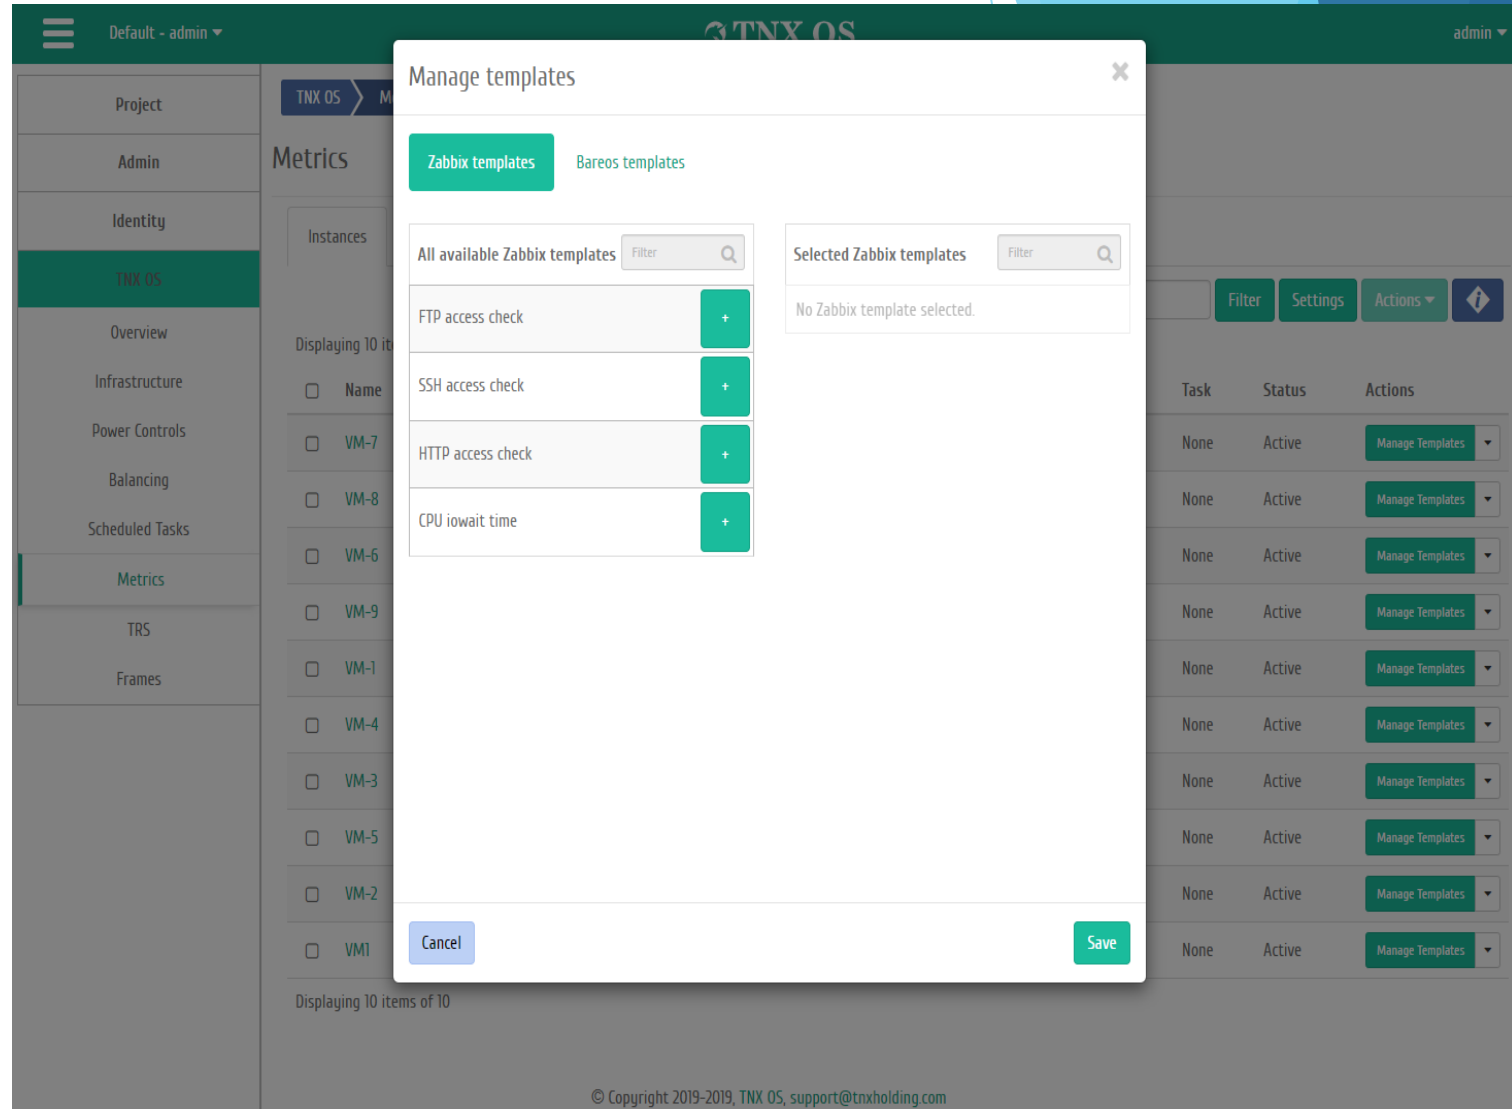 Default - admin
TNX OS
admin
Project
Admin
Identity
TNX OS
Overview
Infrastructure
Power Controls
Balancing
Scheduled Tasks
Metrics
TRS
Frames
TNX OS
Metrics
Instances
Filter
Settings
Actions
Displaying 10
Name
Task
Status
Actions
VM-7
None
Active
Manage Templates
VM-8
None
Active
Manage Templates
VM-6
None
Active
Manage Templates
VM-9
None
Active
Manage Templates
VM-1
None
Active
Manage Templates
VM-4
None
Active
Manage Templates
VM-3
None
Active
Manage Templates
VM-5
None
Active
Manage Templates
VM-2
None
Active
Manage Templates
VM1
None
Active
Manage Templates
Displaying 10 items of 10
Manage templates
Zabbix templates
Bareos templates
All available Zabbix templates
Filter
FTP access check
+
SSH access check
+
HTTP access check
+
CPU iowait time
+
Selected Zabbix templates
Filter
No Zabbix template selected.
Cancel
Save
© Copyright 2019-2019, TNX OS, support@tnxholding.com